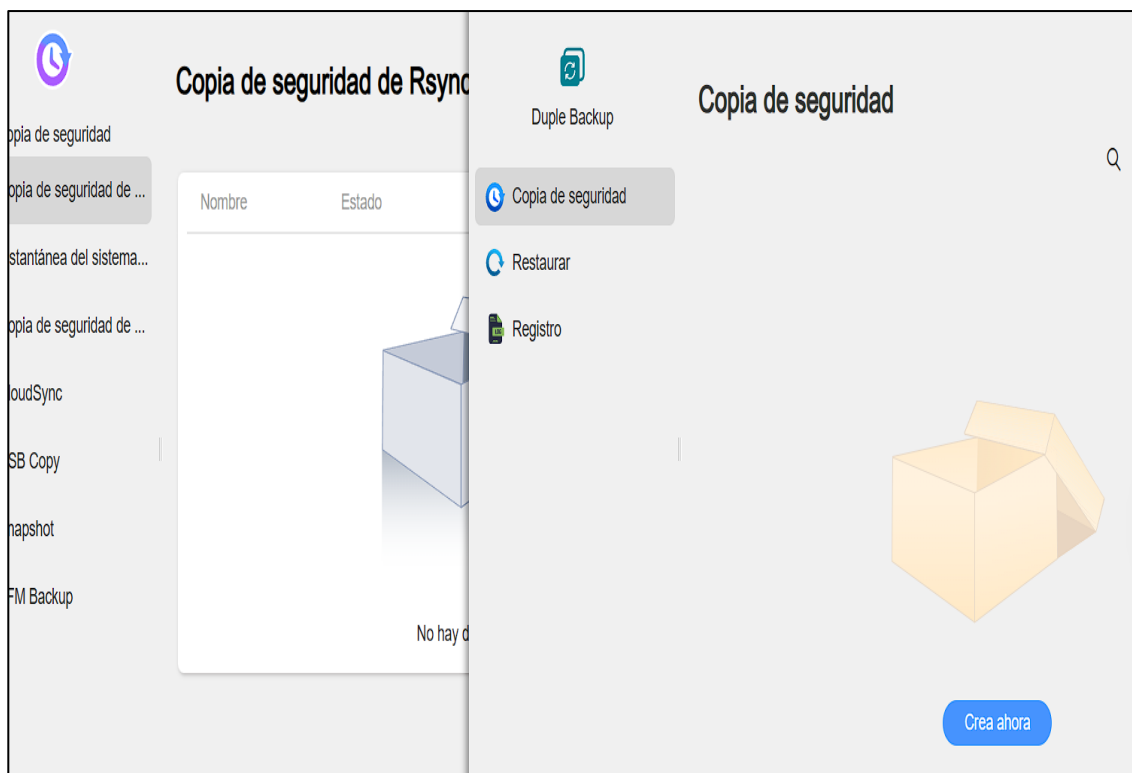 Copia de seguridad de Rsync
opia de seguridad
opia de seguridad de ...
stantánea del sistema...
opia de seguridad de ...
loudSync
SB Copy
napshot
FM Backup
Nombre Estado
No hay d
Duple Backup
Copia de seguridad
Restaurar
LOG
Registro
Copia de seguridad
Crea ahora